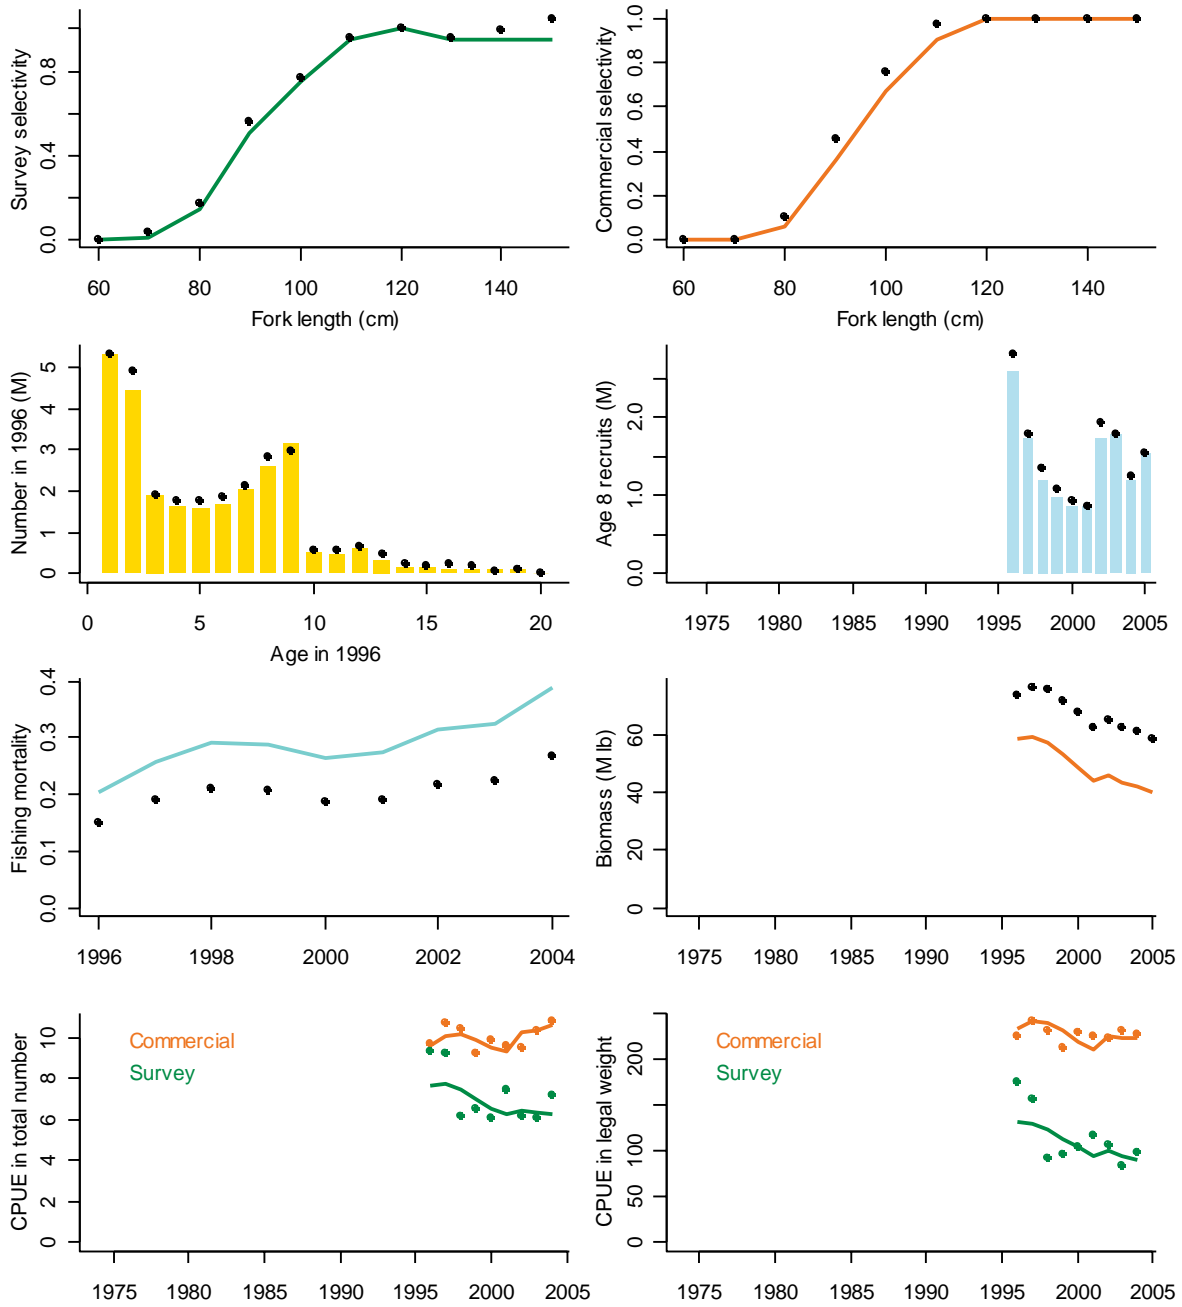 Survey selectivity
0.0 0.4 0.8
60 80 100 120 140
Fork length (cm)
Commercial selectivity
0.0 0.2 0.4 0.6 0.8 1.0
60 80 100 120 140
Fork length (cm)
Number in 1996 (M)
0 1 2 3 4 5
0 5 10 15 20
Age in 1996
Age 8 recruits (M)
0.0 1.0 2.0
1975 1980 1985 1990 1995 2000 2005
Fishing mortality
0.0 0.1 0.2 0.3 0.4
1996 1998 2000 2002 2004
Biomass (M lb)
0 20 40 60
1975 1980 1985 1990 1995 2000 2005
CPUE in total number
0 2 4 6 8 10
Commercial
Survey
1975 1980 1985 1990 1995 2000 2005
CPUE in legal weight
0 50 100 200
Commercial
Survey
1975 1980 1985 1990 1995 2000 2005